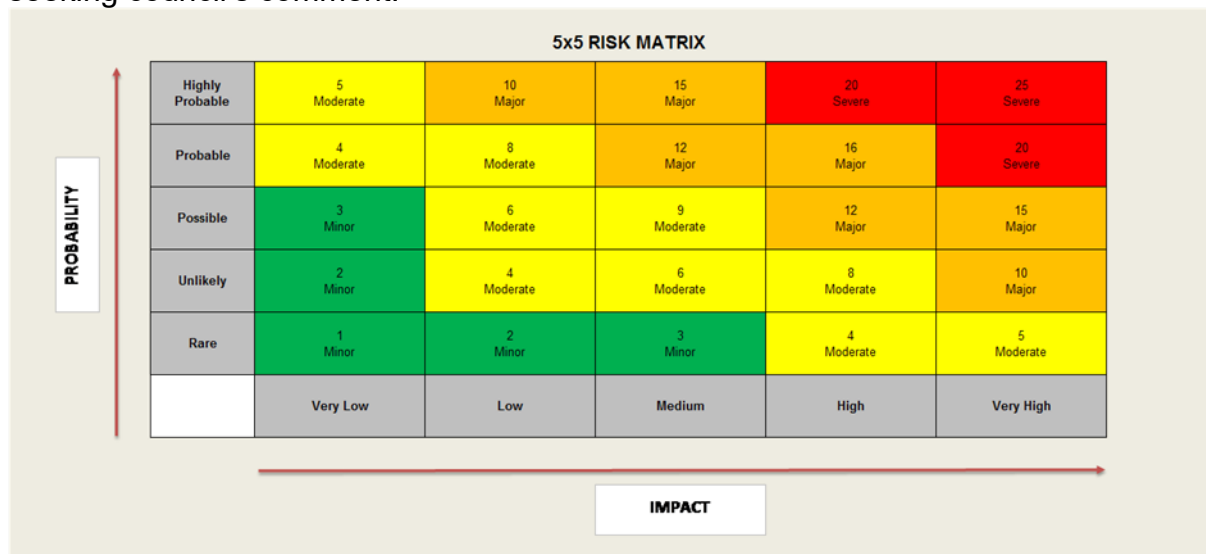 5x5 RISK MATRIX
Highly
Probable
5
Moderate
10
Major
15
Major
20
Severe
25
Severe
Probable
4
Moderate
8
Moderate
12
Major
16
Major
20
Severe
Possible
3
Minor
6
Moderate
9
Moderate
12
Major
15
Major
Unlikely
2
Minor
4
Moderate
6
Moderate
8
Moderate
10
Major
Rare
1
Minor
2
Minor
3
Minor
4
Moderate
5
Moderate
Very Low
Low
Medium
High
Very High
PROBABILITY
IMPACT